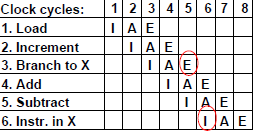 Clock cycles: 1 2 3 4 5 6 7 8
1. Load I A E
2. Increment I A E
3. Branch to X I A E
4. Add I A E
5. Subtract I A E
6. Instr. in X I A E